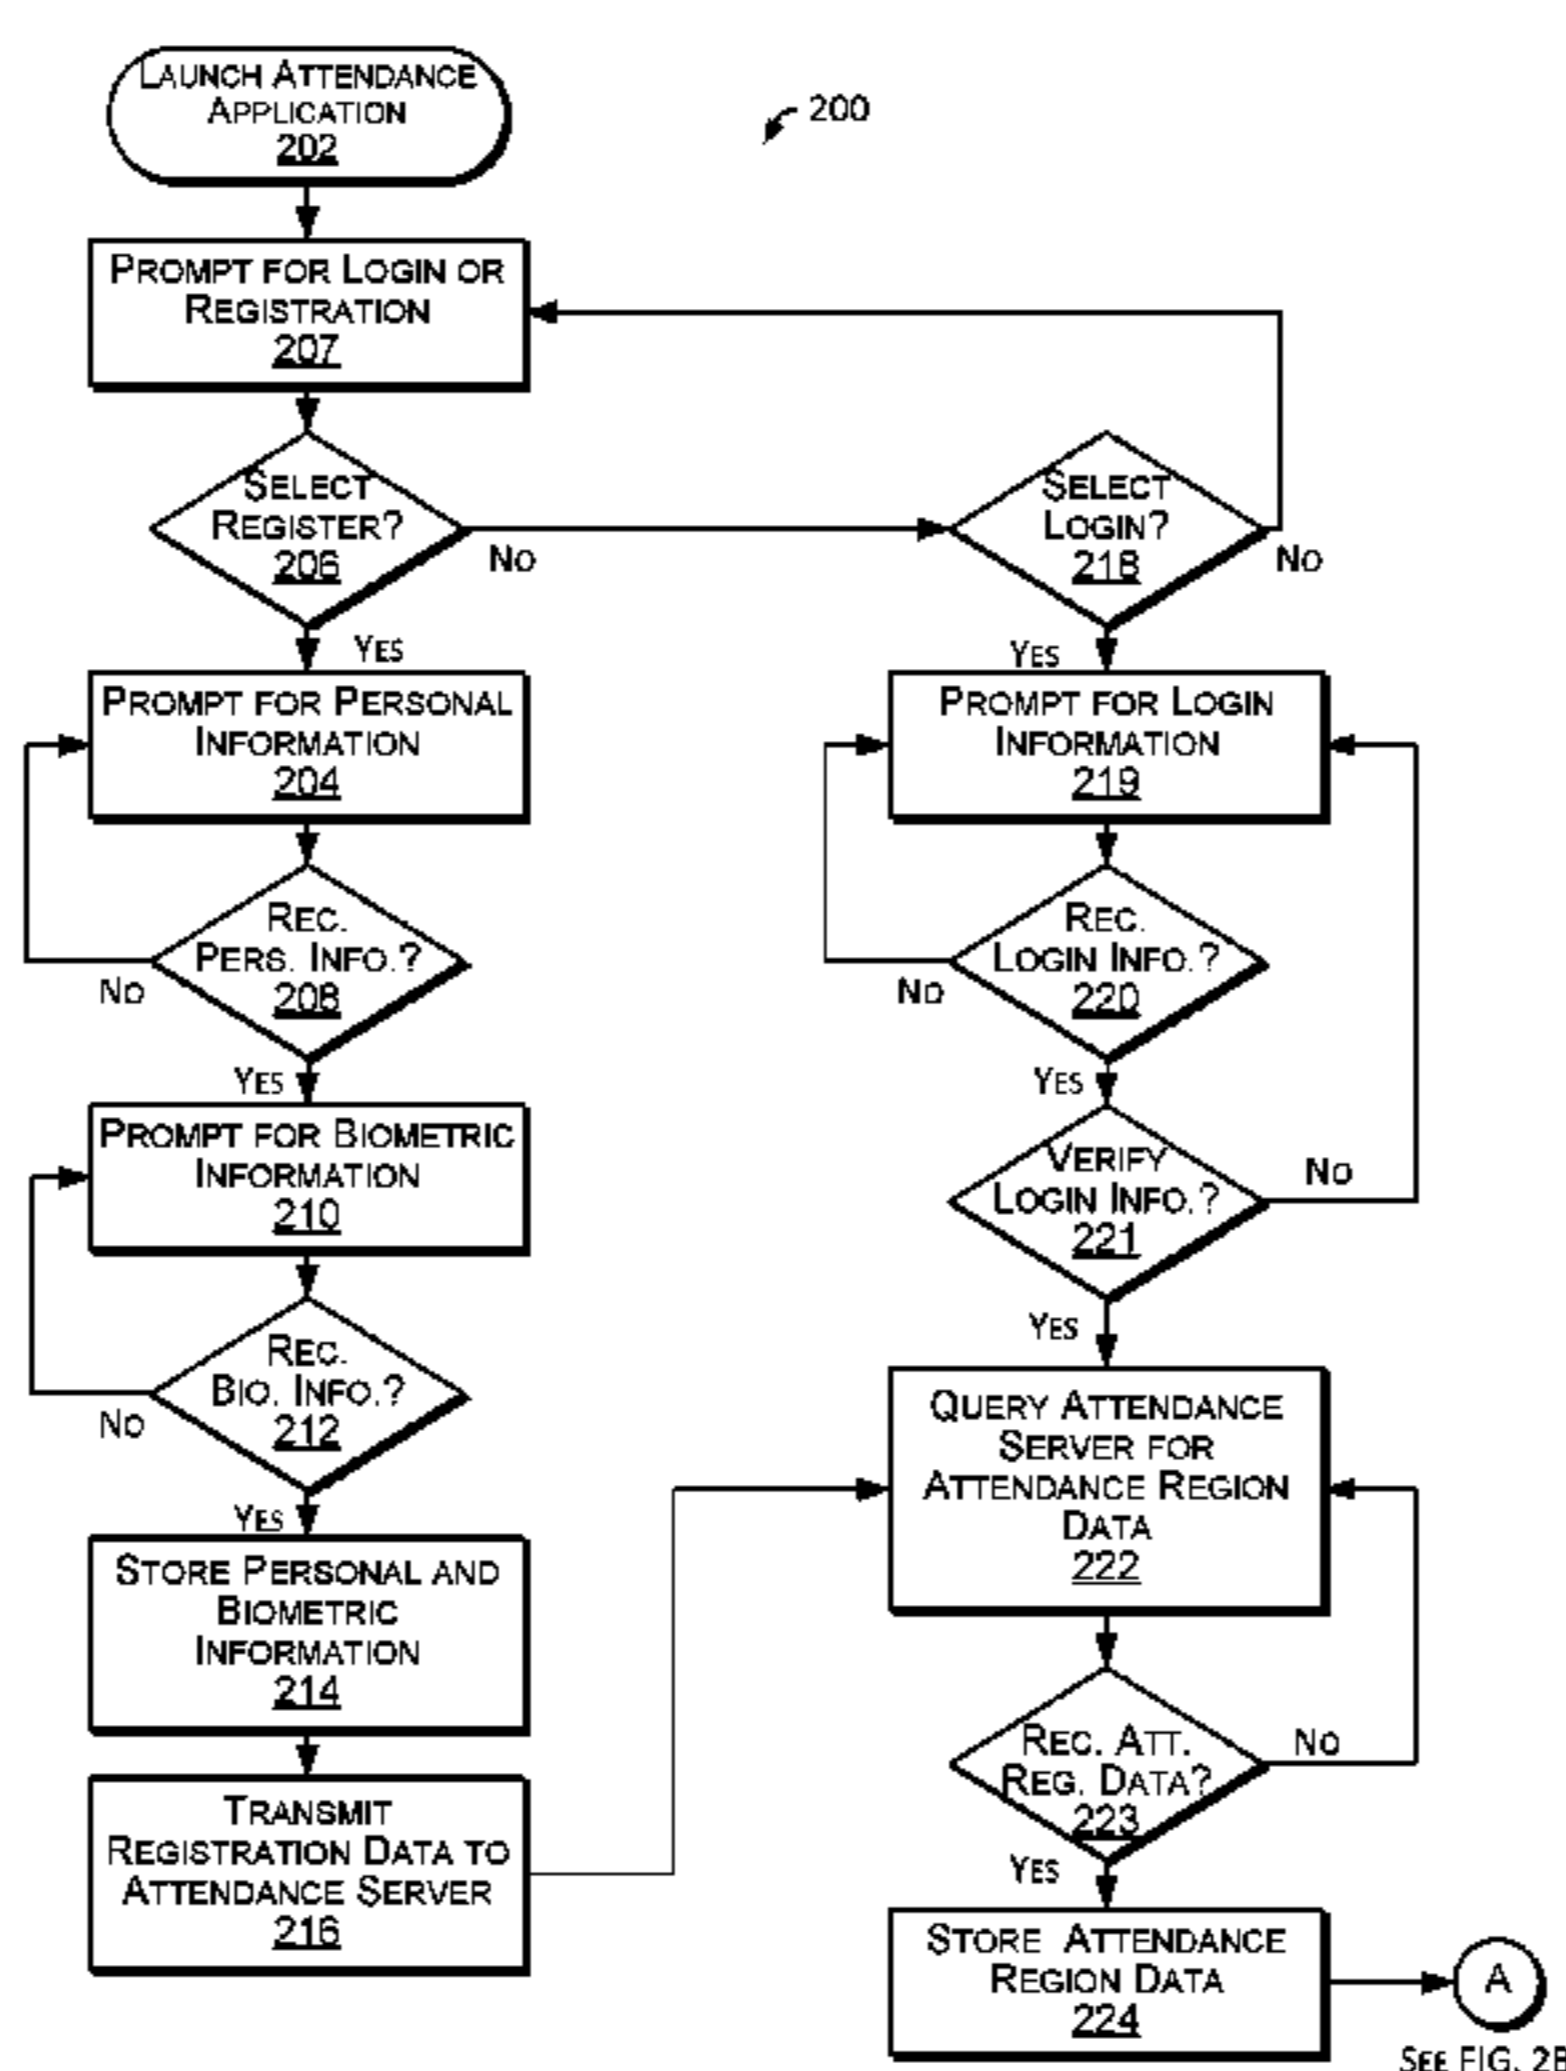 LAUNCH ATTENDANCE
APPLICATION
202
200
PROMPT FOR LOGIN OR
REGISTRATION
207
SELECT
REGISTER?
206
NO
YES
SELECT
LOGIN?
218
NO
YES
PROMPT FOR PERSONAL
INFORMATION
204
REC.
PERS. INFO.?
208
NO
YES
PROMPT FOR BIOMETRIC
INFORMATION
210
REC.
BIO. INFO.?
212
NO
YES
STORE PERSONAL AND
BIOMETRIC
INFORMATION
214
TRANSMIT
REGISTRATION DATA TO
ATTENDANCE SERVER
216
PROMPT FOR LOGIN
INFORMATION
219
REC.
LOGIN INFO.?
220
NO
YES
VERIFY
LOGIN INFO.?
221
NO
YES
QUERY ATTENDANCE
SERVER FOR
ATTENDANCE REGION
DATA
222
REC. ATT.
REG. DATA?
223
NO
YES
STORE ATTENDANCE
REGION DATA
224
A
SEE FIG. 2B